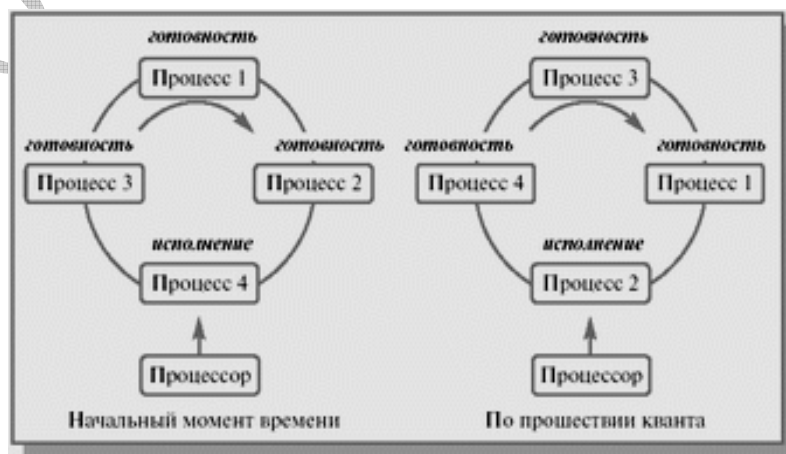 готовность готовность
Процесс 1 Процесс 3
готовность готовность готовность готовность
Процесс 3 Процесс 2 Процесс 4 Процесс 1
исполнение исполнение
Процесс 4 Процесс 2
Процессор Процессор
Начальный момент времени По прошествии кванта